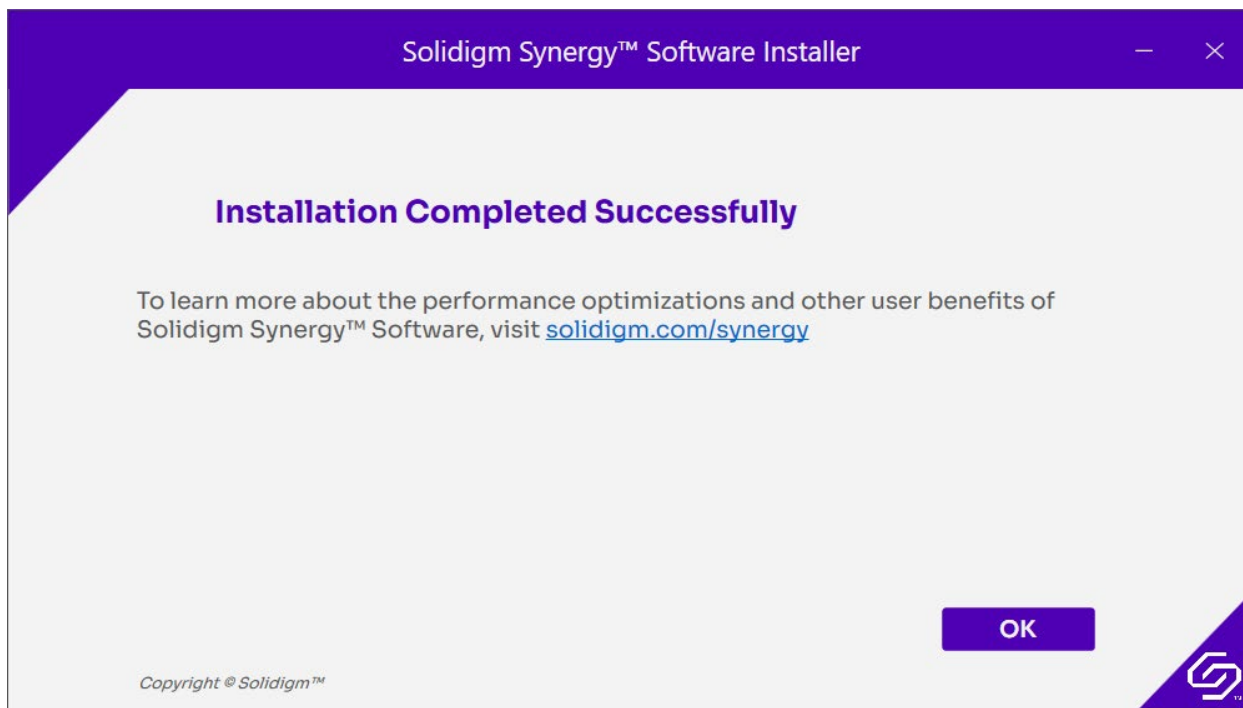 Solidigm Synergy™ Software Installer
Installation Completed Successfully
To learn more about the performance optimizations and other user benefits of
Solidigm Synergy™ Software, visit solidigm.com/synergy
OK
Copyright © Solidigm™
TM